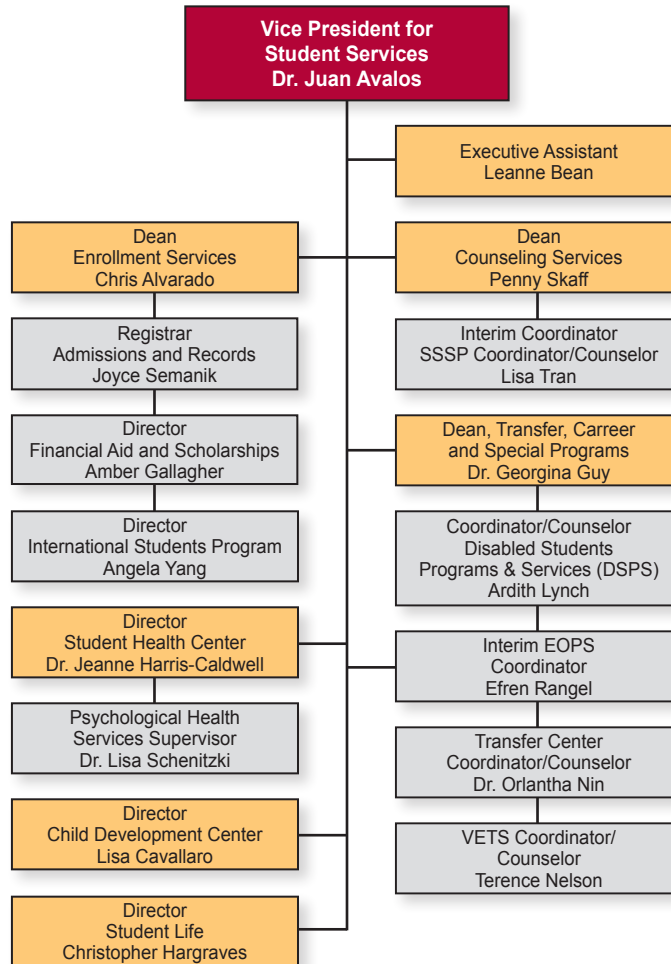 Vice President for
Student Services
Dr. Juan Avalos
Executive Assistant
Leanne Bean
Dean
Enrollment Services
Chris Alvarado
Dean
Counseling Services
Penny Skaff
Registrar
Admissions and Records
Joyce Semanik
Interim Coordinator
SSSP Coordinator/Counselor
Lisa Tran
Director
Financial Aid and Scholarships
Amber Gallagher
Dean, Transfer, Carreer
and Special Programs
Dr. Georgina Guy
Director
International Students Program
Angela Yang
Coordinator/Counselor
Disabled Students
Programs & Services (DSPS)
Ardith Lynch
Director
Student Health Center
Dr. Jeanne Harris-Caldwell
Interim EOPS
Coordinator
Efren Rangel
Psychological Health
Services Supervisor
Dr. Lisa Schenitzki
Transfer Center
Coordinator/Counselor
Dr. Orlantha Nin
Director
Child Development Center
Lisa Cavallaro
VETS Coordinator/
Counselor
Terence Nelson
Director
Student Life
Christopher Hargraves